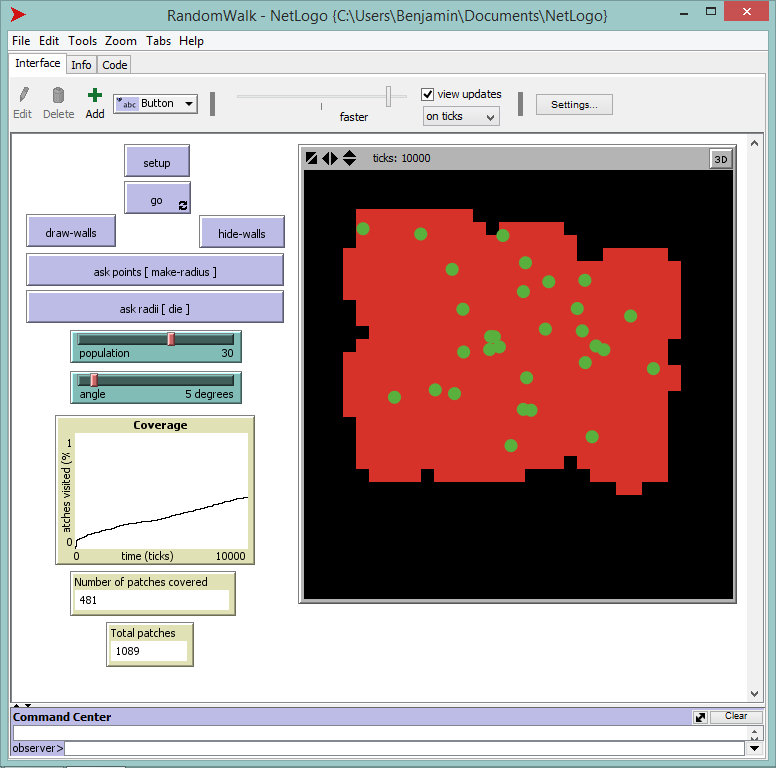 RandomWalk - NetLogo {C:\Users\Benjamin\Documents\NetLogo}
File Edit Tools Zoom Tabs Help
Interface Info Code
Edit Delete Add
abc Button
faster
view updates
on ticks
Settings...
setup
go
draw-walls
hide-walls
ask points [ make-radius ]
ask radii [ die ]
population 30
angle 5 degrees
Coverage
1
atches visited (%
0
0 time (ticks) 10000
Number of patches covered
481
Total patches
1089
ticks: 10000
3D
Command Center
Clear
observer>